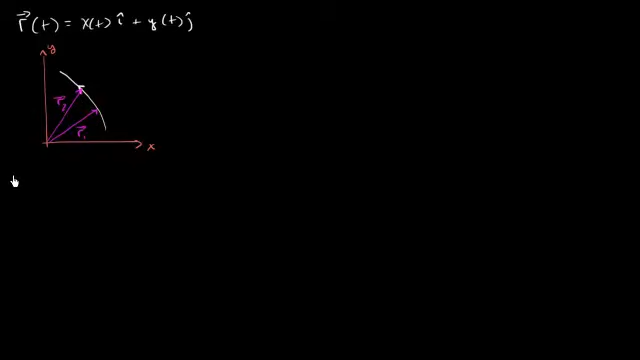 r⃗(t) = x(t) î + y(t) ĵ
y
r⃗₂
r⃗₁
x